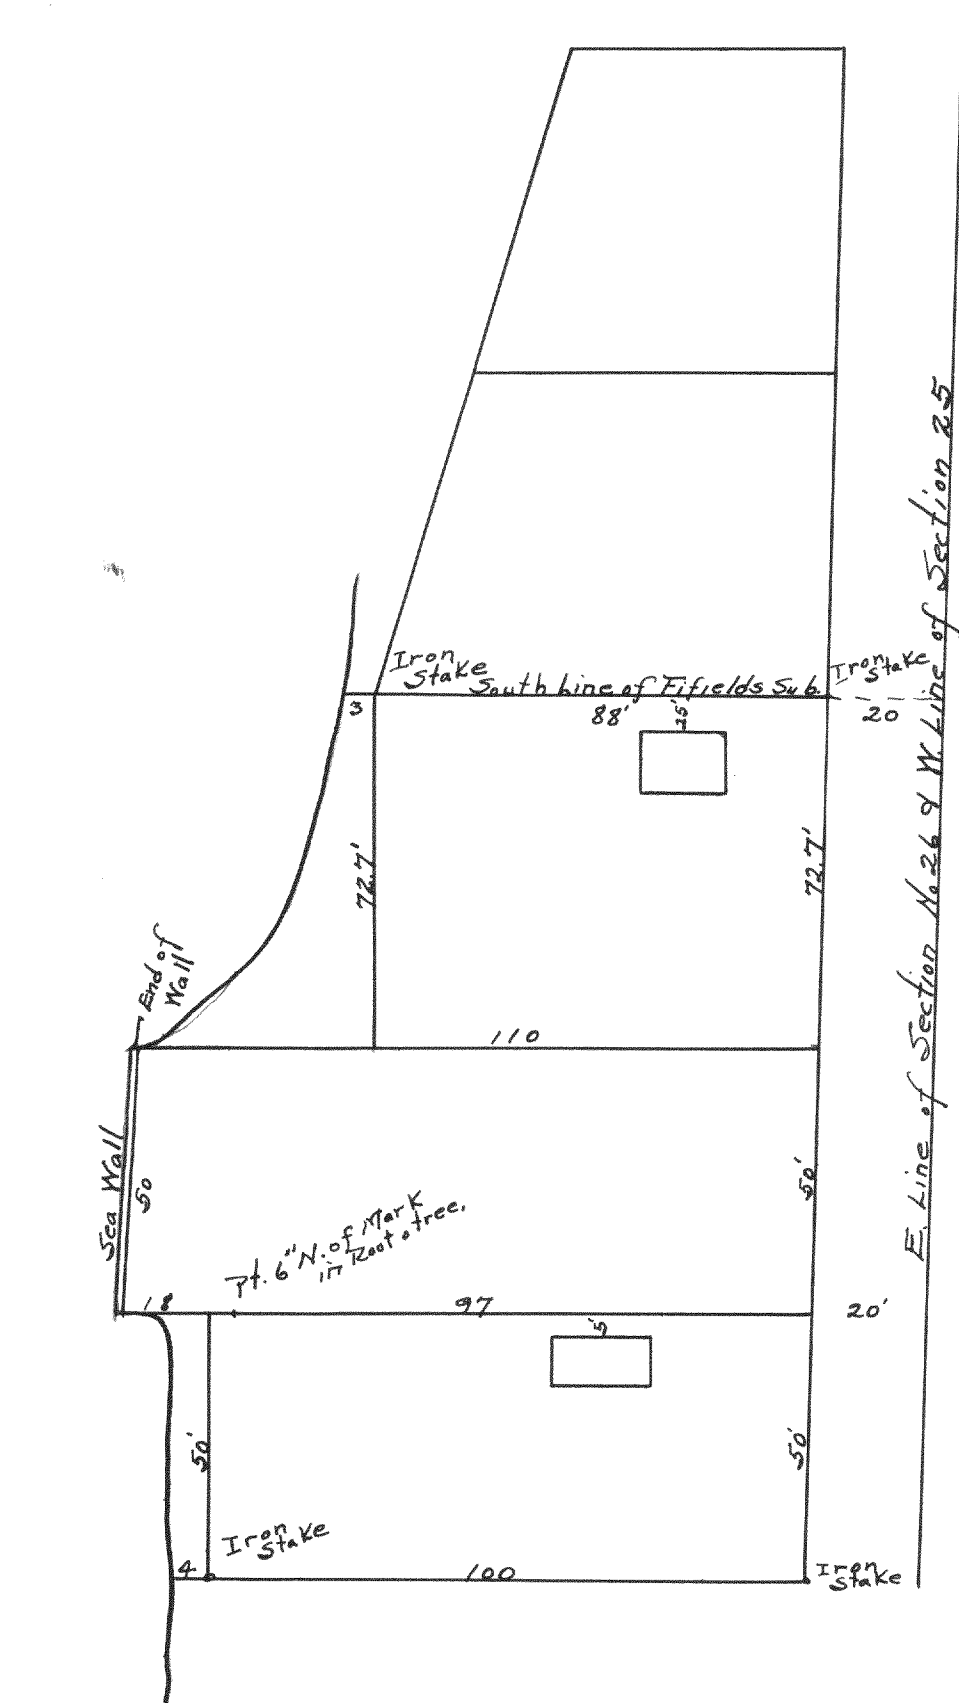 Iron
Stake
South Line of Fifields Sub.
Iron
Stake
3
88'
20
72.7'
72.7'
End of
Wall
110
Sea Wall
50
50'
Pt. 6" N. of Mark
in Root o tree.
18
97
20'
5'
50'
50'
Iron
Stake
4
100
Iron
Stake
E. Line of Section No. 26 & W. Line of Section 25